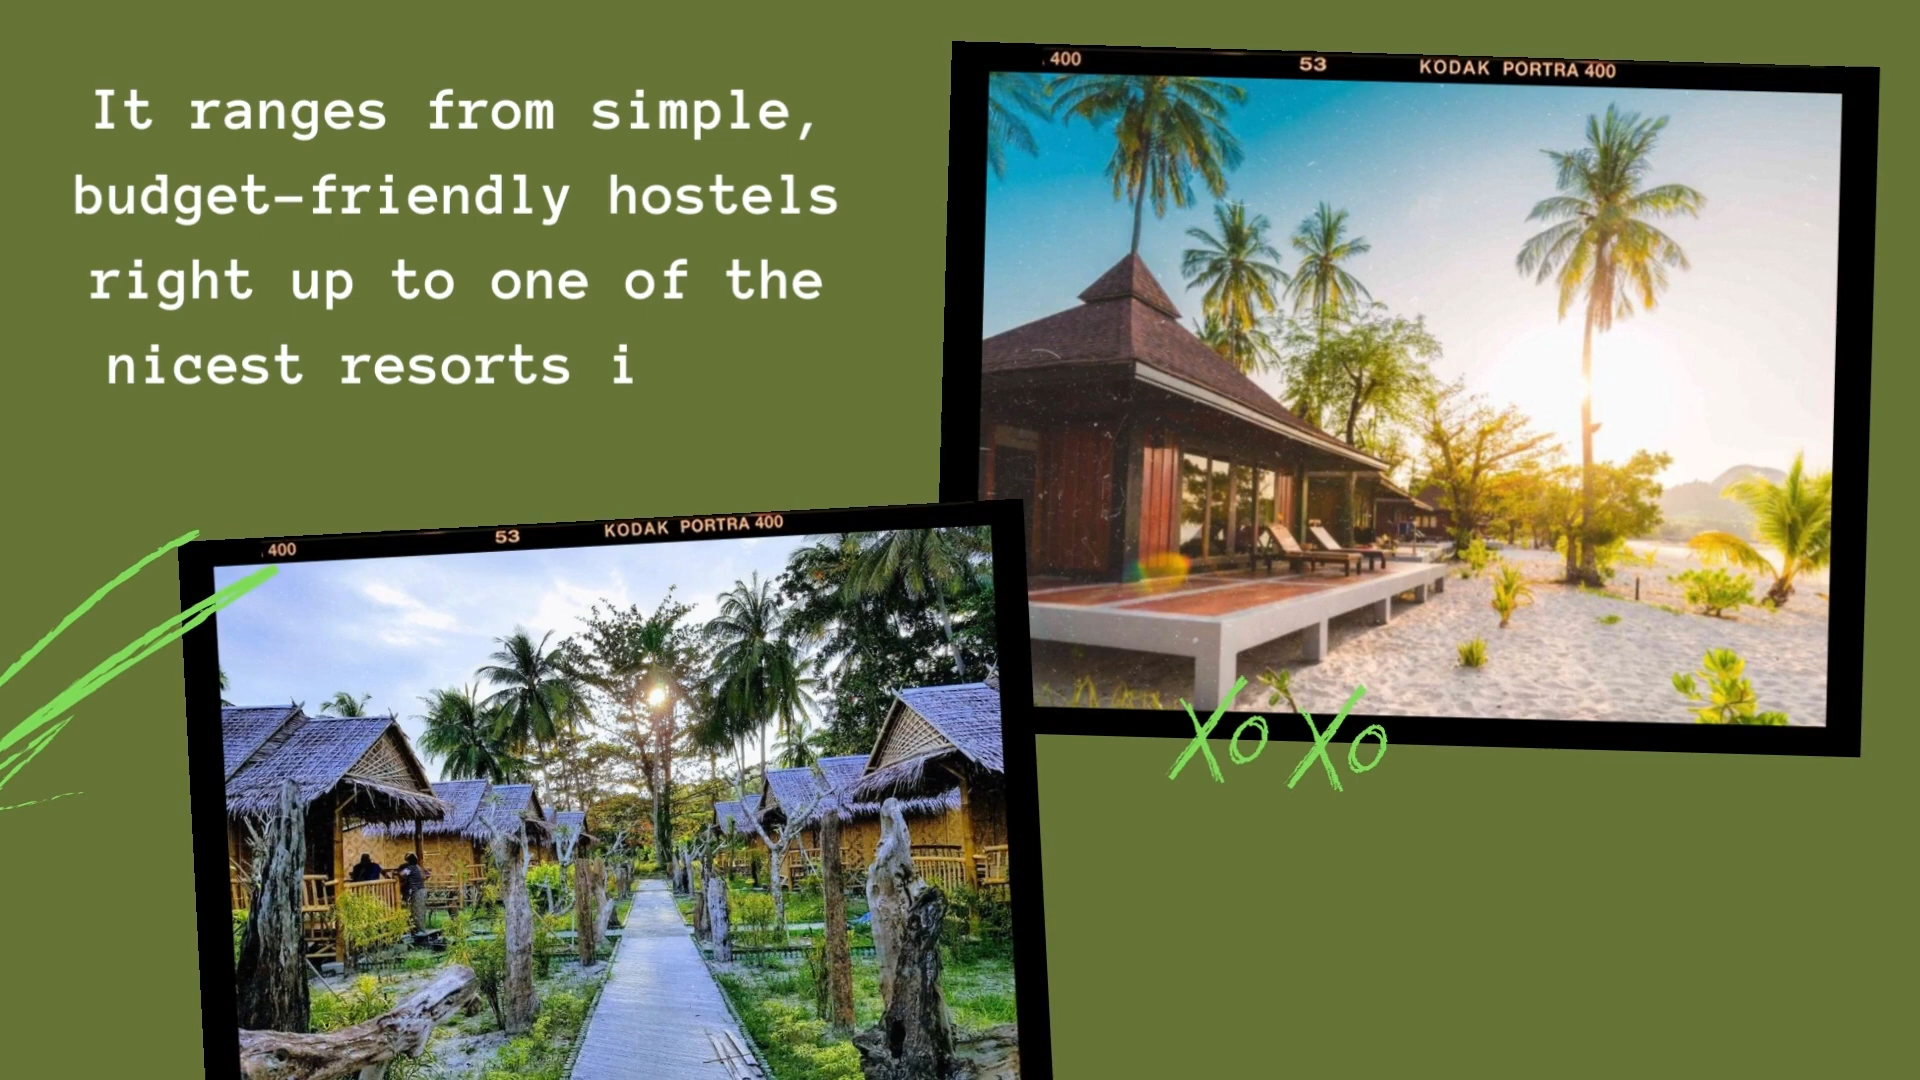 It ranges from simple,
budget-friendly hostels
right up to one of the
nicest resorts i
400 53 KODAK PORTRA 400
400 53 KODAK PORTRA 400
XoXo